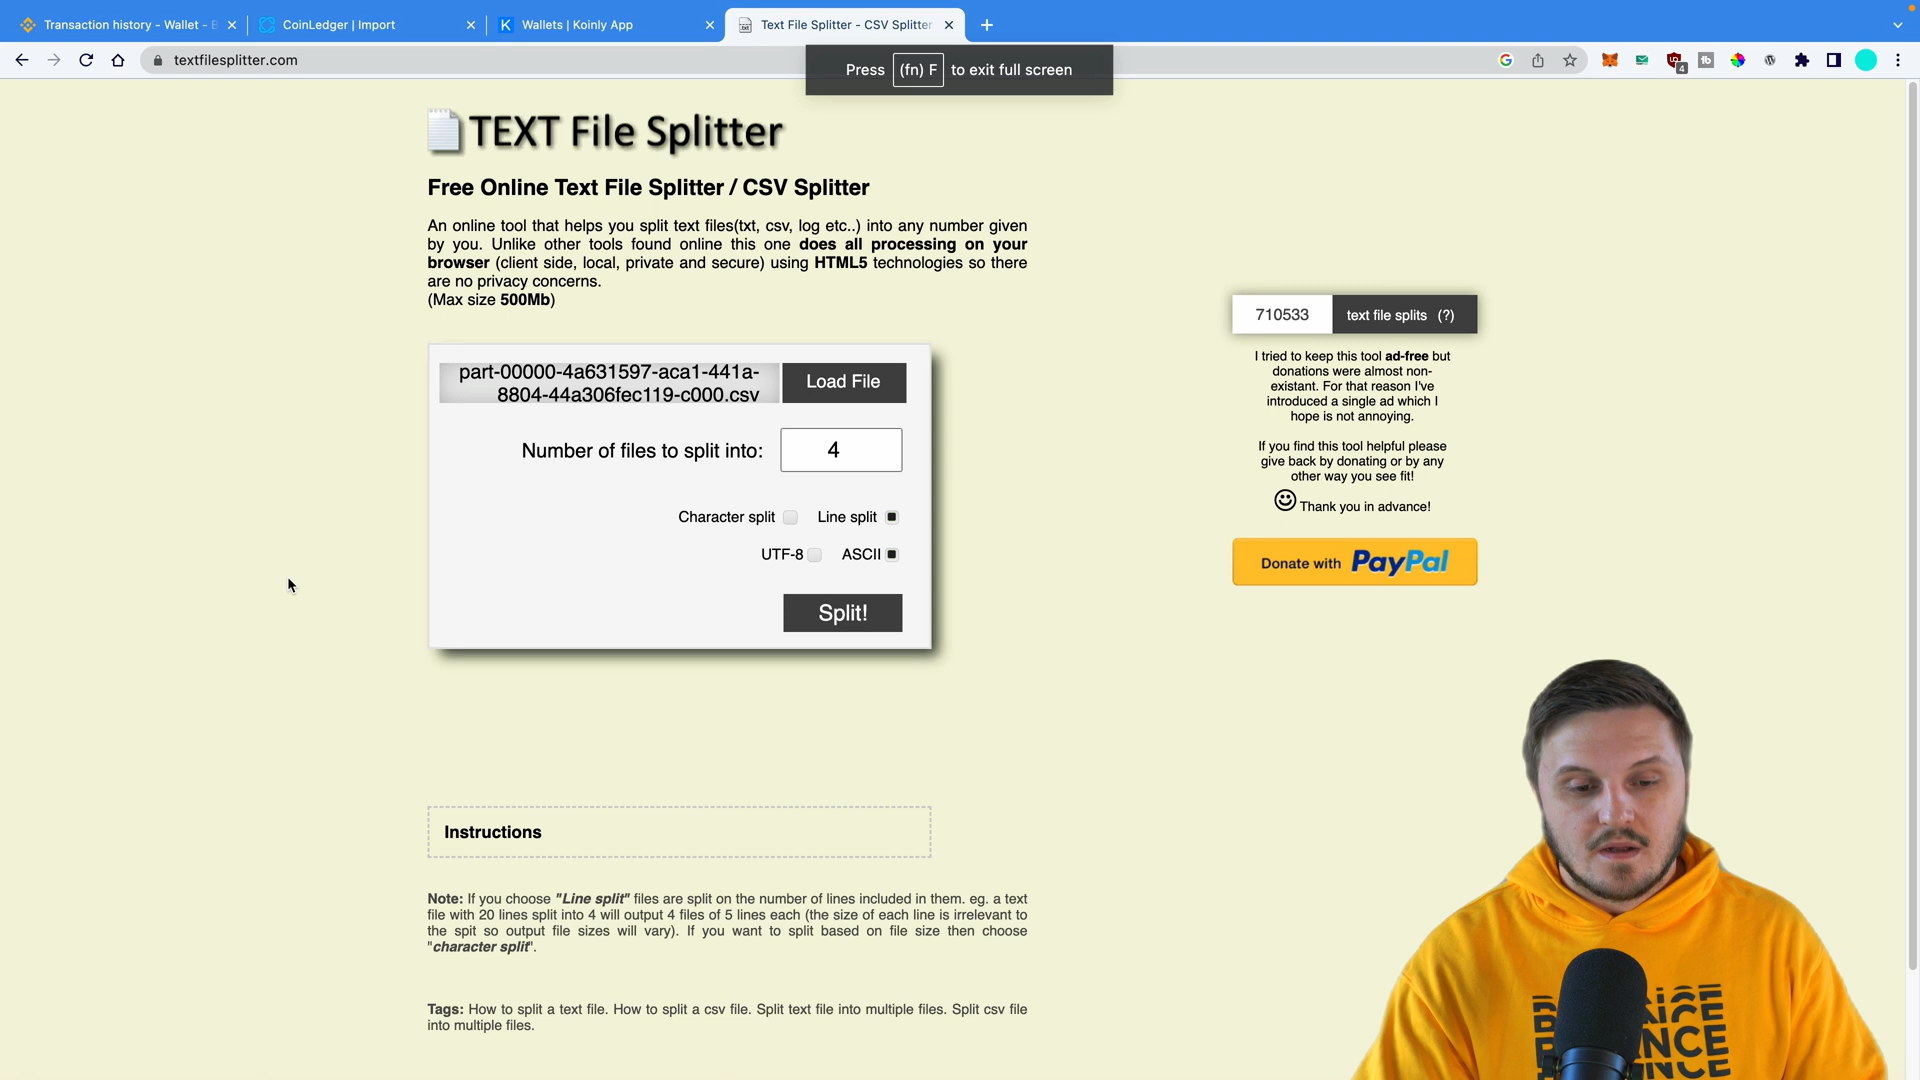 Transaction history - Wallet - B
CoinLedger | Import
Wallets | Koinly App
Text File Splitter - CSV Splitter
textfilesplitter.com
4
Press (fn) F to exit full screen
TEXT File Splitter
Free Online Text File Splitter / CSV Splitter
An online tool that helps you split text files(txt, csv, log etc..) into any number given
by you. Unlike other tools found online this one does all processing on your
browser (client side, local, private and secure) using HTML5 technologies so there
are no privacy concerns.
(Max size 500Mb)
part-00000-4a631597-aca1-441a-
8804-44a306fec119-c000.csv
Load File
Number of files to split into: 4
Character split Line split
UTF-8 ASCII
Split!
710533 text file splits (?)
I tried to keep this tool ad-free but
donations were almost non-
existant. For that reason I've
introduced a single ad which I
hope is not annoying.
If you find this tool helpful please
give back by donating or by any
other way you see fit!
Thank you in advance!
Donate with PayPal
Instructions
Note: If you choose "Line split" files are split on the number of lines included in them. eg. a text
file with 20 lines split into 4 will output 4 files of 5 lines each (the size of each line is irrelevant to
the spit so output file sizes will vary). If you want to split based on file size then choose
"character split".
Tags: How to split a text file. How to split a csv file. Split text file into multiple files. Split csv file
into multiple files.